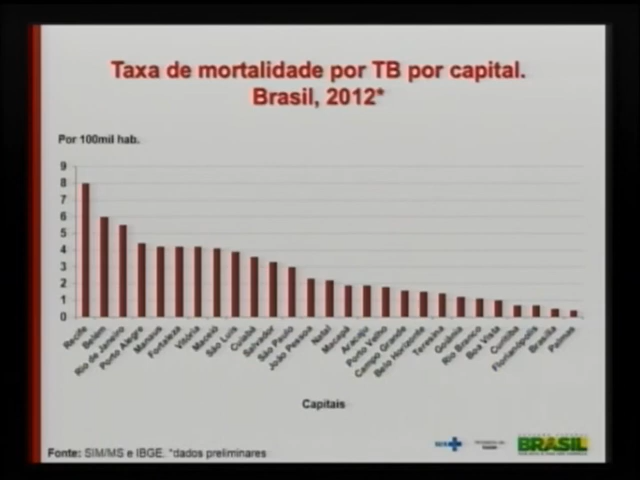 Taxa de mortalidade por TB por capital.
Brasil, 2012*
Por 100mil hab.
9
8
7
6
5
4
3
2
1
0
Recife
Belém
Rio de Janeiro
Porto Alegre
Manaus
Fortaleza
Vitória
Maceió
São Luis
Cuiabá
Salvador
São Paulo
João Pessoa
Natal
Macapá
Aracaju
Porto Velho
Campo Grande
Belo Horizonte
Teresina
Goiânia
Rio Branco
Boa Vista
Curitiba
Florianópolis
Brasília
Palmas
Capitais
Fonte: SIM/MS e IBGE. *dados preliminares
SUS
BRASIL